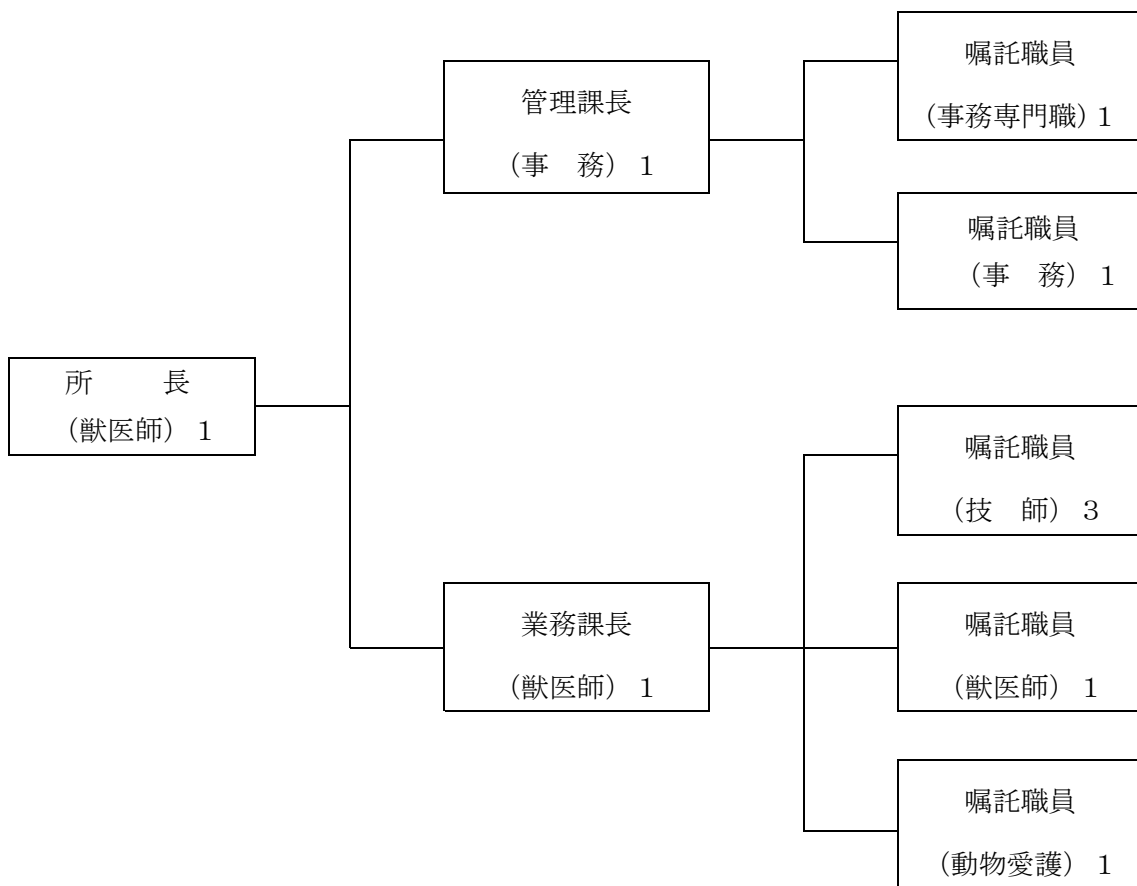 嘱託職員
(事務専門職) 1
管理課長
(事　務) 1
嘱託職員
(事　務) 1
所　　長
(獣医師) 1
嘱託職員
(技　師) 3
業務課長
(獣医師) 1
嘱託職員
(獣医師) 1
嘱託職員
(動物愛護) 1